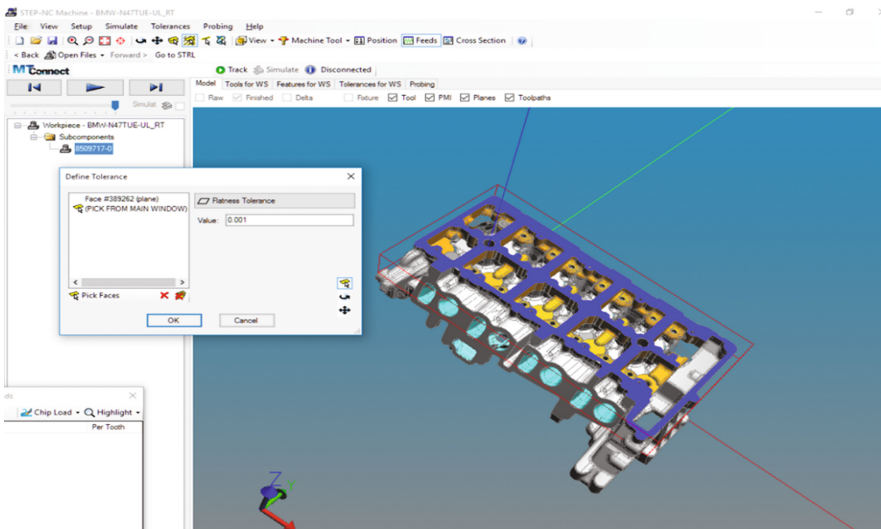 STEP-NC Machine - BMW-N47TUE-UL_RT
File View Setup Simulate Tolerances Probing Help
View Machine Tool Position Feeds Cross Section
< Back Open Files Forward > Go to STRL
MTConnect
Track Simulate Disconnected
Model Tools for WS Features for WS Tolerances for WS Probing
Simulat
Raw Finished Delta Fixture Tool PMI Planes Toolpaths
Workpiece - BMW-N47TUE-UL_RT
Subcomponents
8509717-0
Define Tolerance
Face #389262 (plane)
(PICK FROM MAIN WINDOW)
Flatness Tolerance
Value: 0.001
Pick Faces
OK Cancel
Chip Load Highlight
Per Tooth
Z
Y